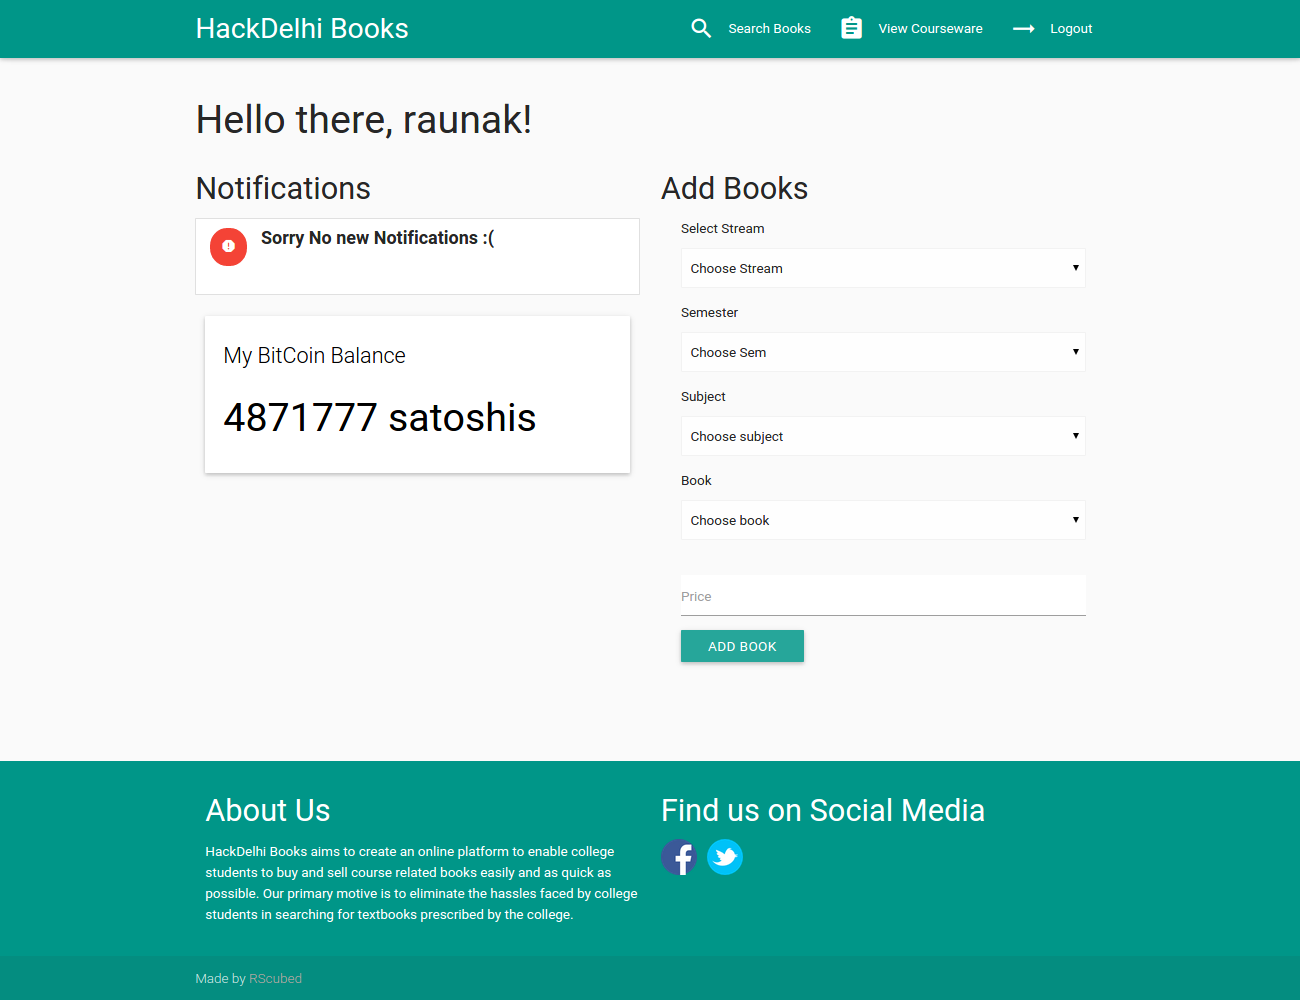 HackDelhi Books
Search Books
View Courseware
Logout
Hello there, raunak!
Notifications
Sorry No new Notifications :(
My BitCoin Balance
4871777 satoshis
Add Books
Select Stream
Choose Stream
Semester
Choose Sem
Subject
Choose subject
Book
Choose book
Price
ADD BOOK
About Us
HackDelhi Books aims to create an online platform to enable college
students to buy and sell course related books easily and as quick as
possible. Our primary motive is to eliminate the hassles faced by college
students in searching for textbooks prescribed by the college.
Find us on Social Media
Made by RScubed